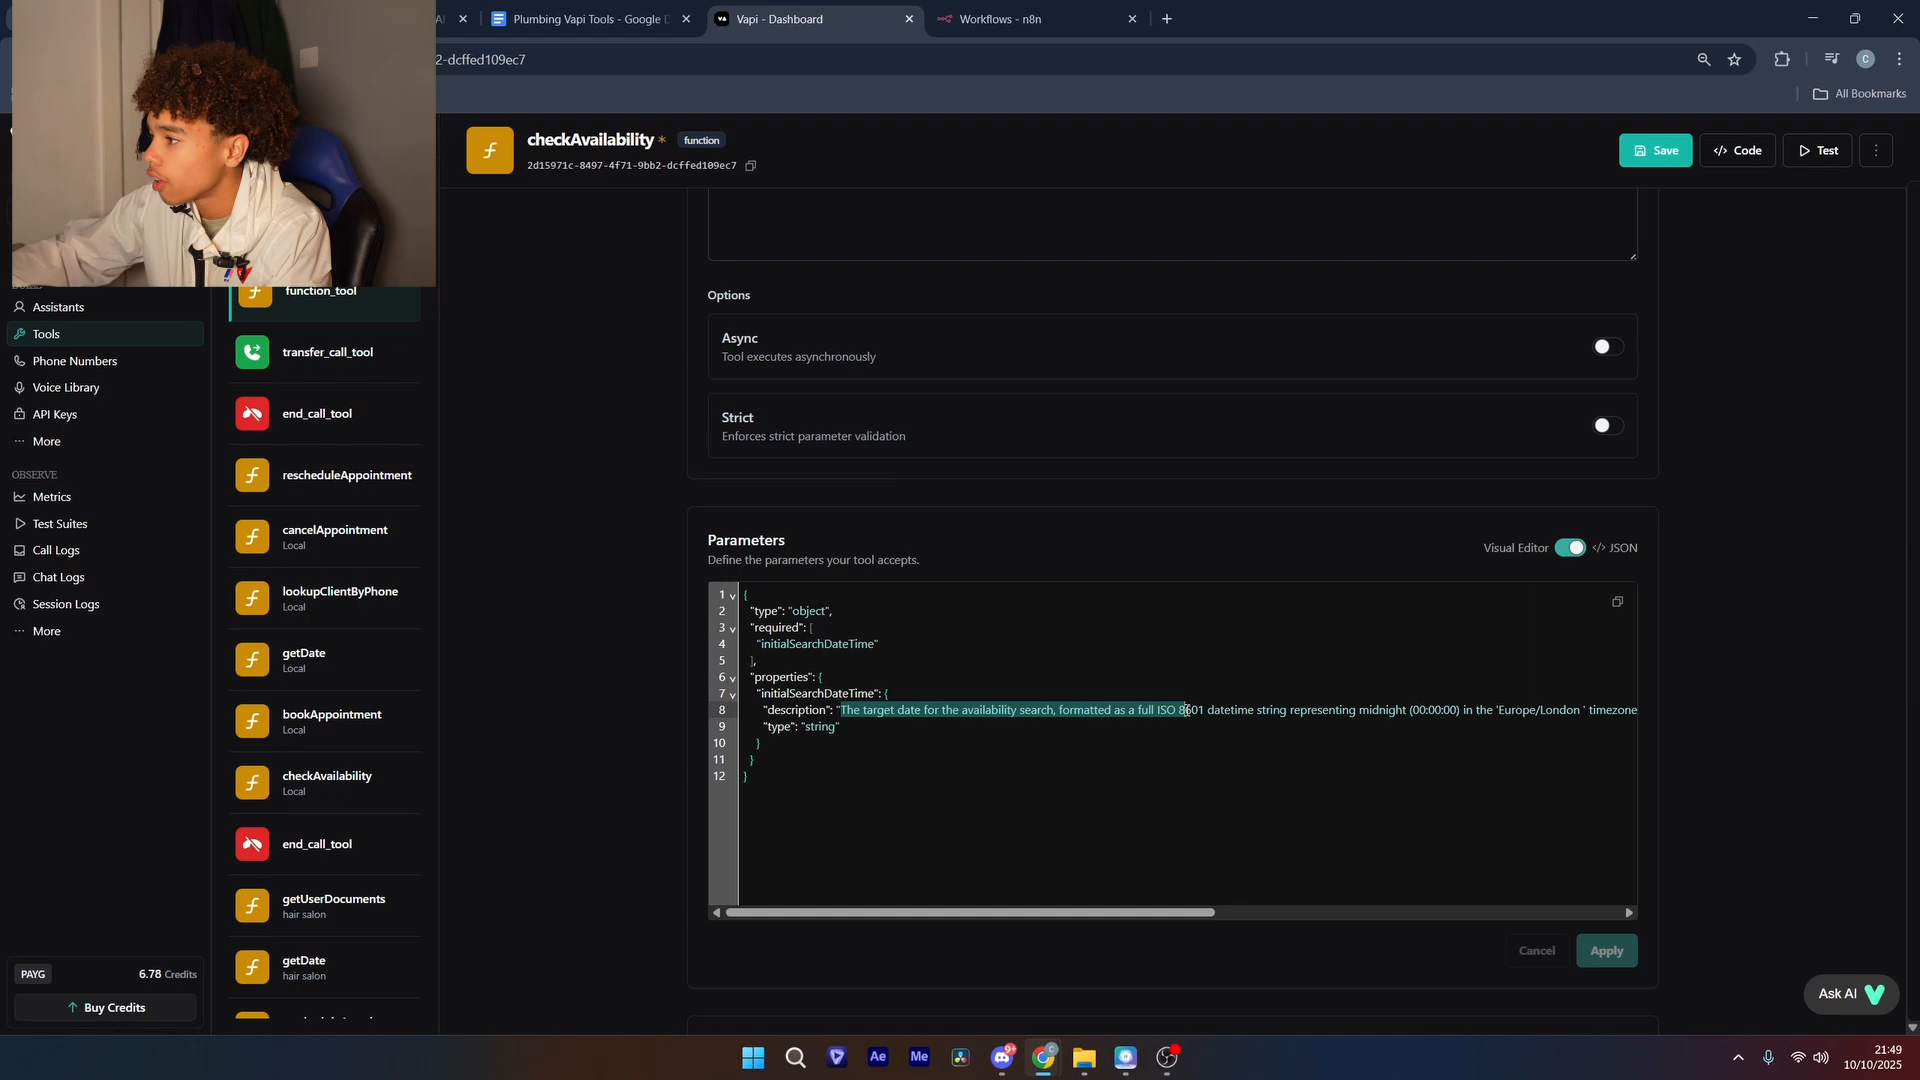 AI
Plumbing Vapi Tools - Google D
Vapi - Dashboard
Workflows - n8n
2-dcffed109ec7
C
All Bookmarks
checkAvailability *
function
2d15971c-8497-4f71-9bb2-dcffed109ec7
Save
</> Code
Test
Assistants
Tools
Phone Numbers
Voice Library
API Keys
More
OBSERVE
Metrics
Test Suites
Call Logs
Chat Logs
Session Logs
More
PAYG
6.78 Credits
Buy Credits
function_tool
transfer_call_tool
end_call_tool
rescheduleAppointment
cancelAppointment
Local
lookupClientByPhone
Local
getDate
Local
bookAppointment
Local
checkAvailability
Local
end_call_tool
getUserDocuments
hair salon
getDate
hair salon
Options
Async
Tool executes asynchronously
Strict
Enforces strict parameter validation
Parameters
Define the parameters your tool accepts.
Visual Editor
</> JSON
1 {
2 "type": "object",
3 "required": [
4 "initialSearchDateTime"
5 ],
6 "properties": {
7 "initialSearchDateTime": {
8 "description": "The target date for the availability search, formatted as a full ISO 8601 datetime string representing midnight (00:00:00) in the 'Europe/London ' timezone
9 "type": "string"
10 }
11 }
12 }
Cancel
Apply
Ask AI
Ae
Me
9+
C
21:49
10/10/2025